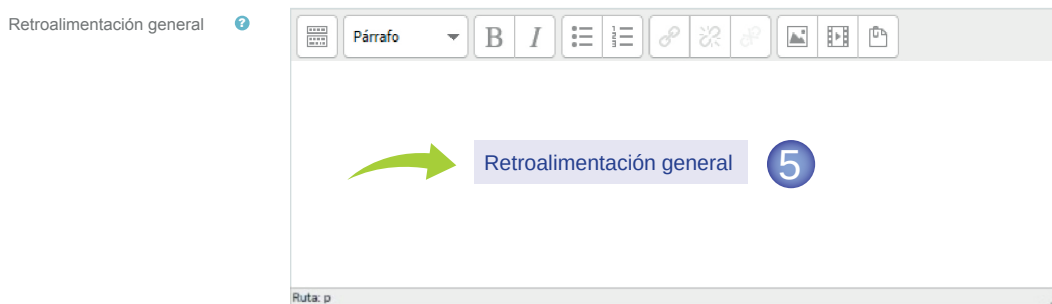 Retroalimentación general
Párrafo
B I
Retroalimentación general 5
Ruta: p